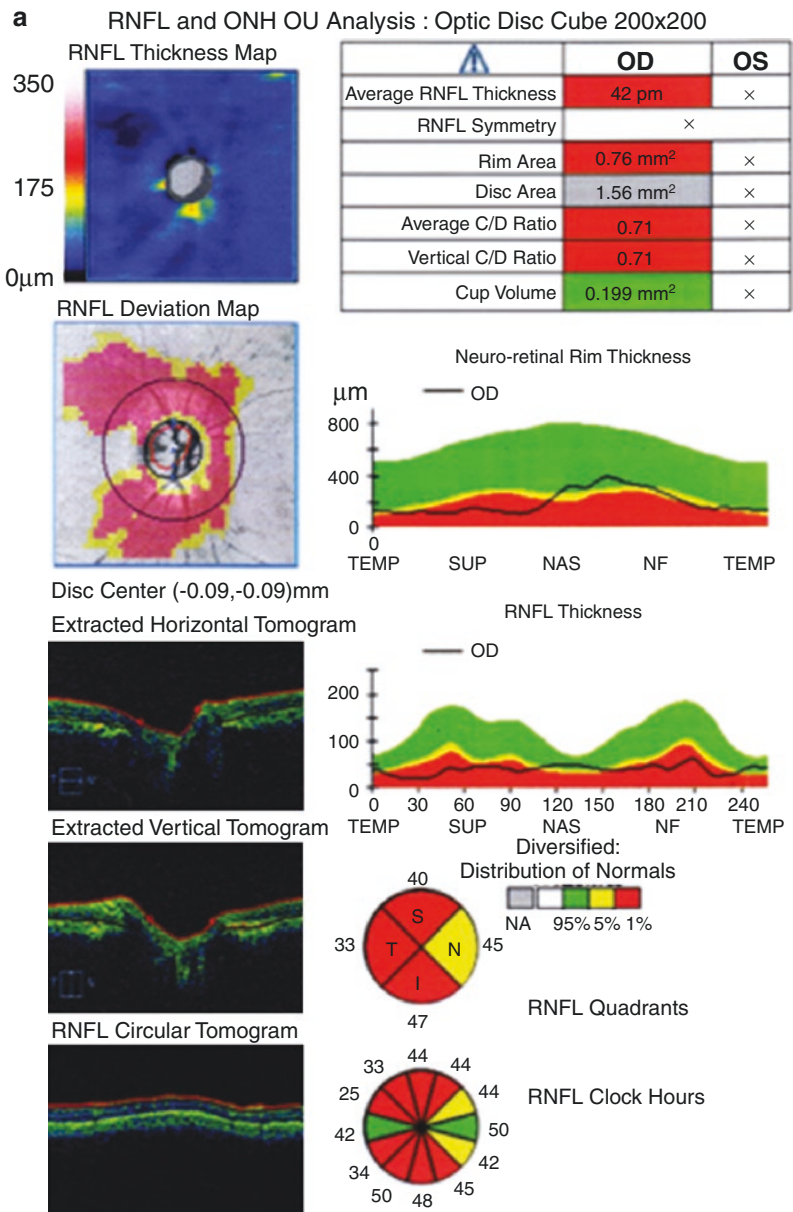 a
RNFL and ONH OU Analysis : Optic Disc Cube 200x200
RNFL Thickness Map
350
175
0μm
OD OS
Average RNFL Thickness 42 pm ×
RNFL Symmetry ×
Rim Area 0.76 mm² ×
Disc Area 1.56 mm² ×
Average C/D Ratio 0.71 ×
Vertical C/D Ratio 0.71 ×
Cup Volume 0.199 mm² ×
RNFL Deviation Map
Disc Center (-0.09,-0.09)mm
Neuro-retinal Rim Thickness
μm
OD
800
400
0
0
TEMP SUP NAS NF TEMP
Extracted Horizontal Tomogram
RNFL Thickness
OD
200
100
0
0 30 60 90 120 150 180 210 240
TEMP SUP NAS NF TEMP
Extracted Vertical Tomogram
Diversified:
Distribution of Normals
NA 95% 5% 1%
40
S
33 T N 45
I
47
RNFL Quadrants
RNFL Circular Tomogram
44
33 44
25 44
42 50
34 42
50 45
48
RNFL Clock Hours